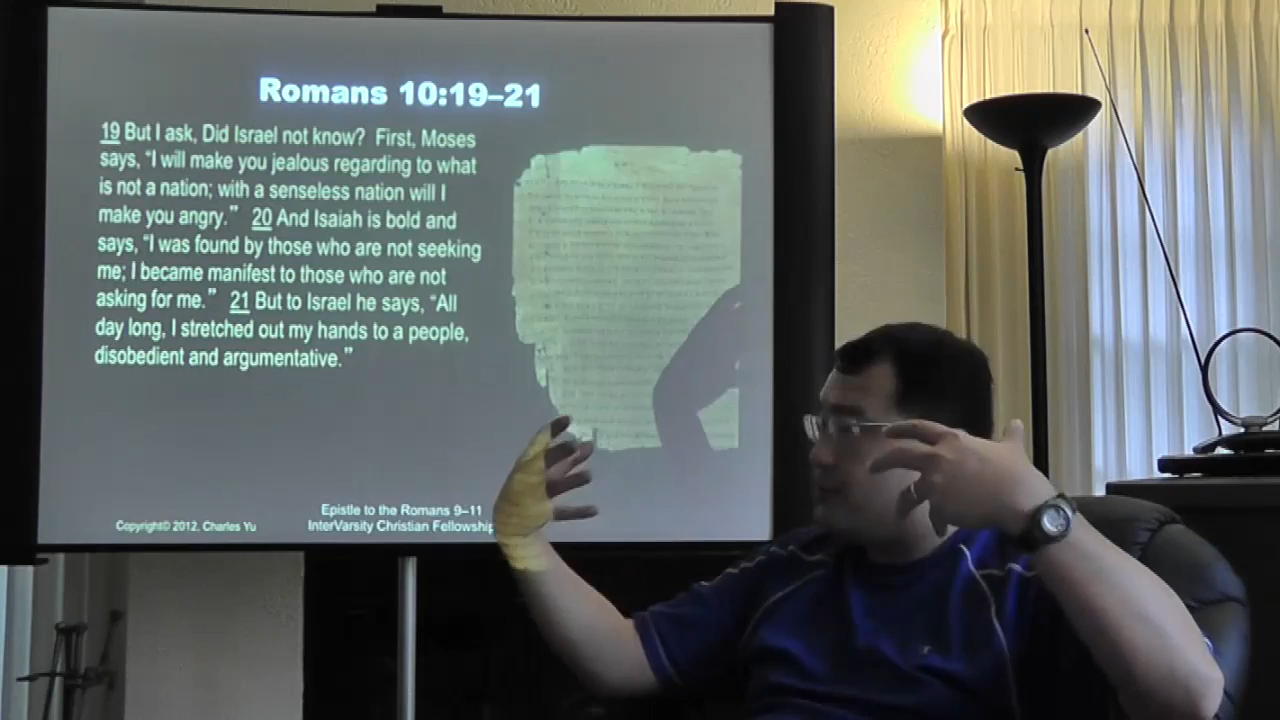 Romans 10:19–21
19 But I ask, Did Israel not know? First, Moses
says, “I will make you jealous regarding to what
is not a nation; with a senseless nation will I
make you angry.” 20 And Isaiah is bold and
says, “I was found by those who are not seeking
me; I became manifest to those who are not
asking for me.” 21 But to Israel he says, “All
day long, I stretched out my hands to a people,
disobedient and argumentative.”
Epistle to the Romans 9–11
Copyright© 2012, Charles Yu
InterVarsity Christian Fellowship